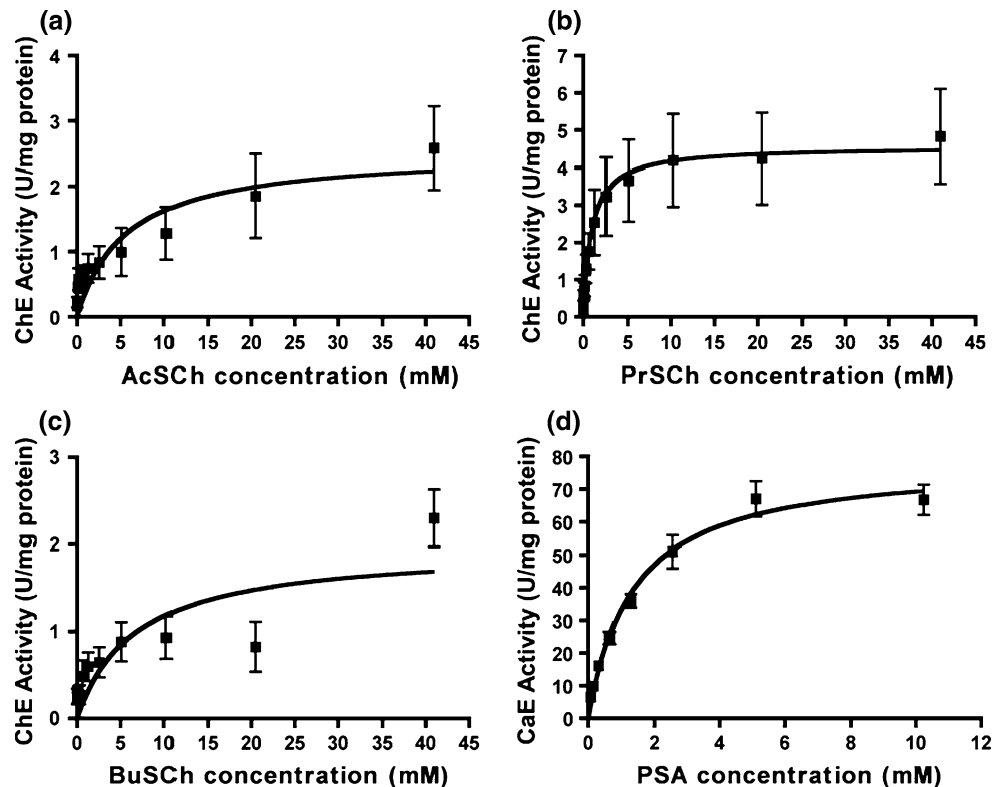 (a)
ChE Activity (U/mg protein)
4
3
2
1
0
0 5 10 15 20 25 30 35 40 45
AcSCh concentration (mM)
(b)
ChE Activity (U/mg protein)
7
6
5
4
3
2
1
0
0 5 10 15 20 25 30 35 40 45
PrSCh concentration (mM)
(c)
ChE Activity (U/mg protein)
3
2
1
0
0 5 10 15 20 25 30 35 40 45
BuSCh concentration (mM)
(d)
CaE Activity (U/mg protein)
80
70
60
50
40
30
20
10
0
0 2 4 6 8 10 12
PSA concentration (mM)